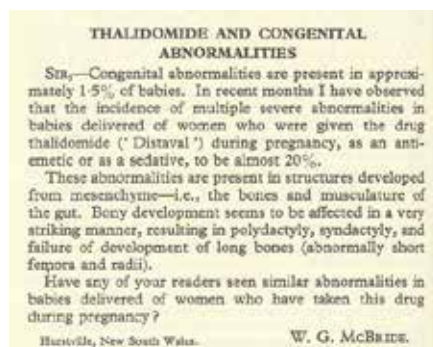 THALIDOMIDE AND CONGENITAL
ABNORMALITIES
SIR,—Congenital abnormalities are present in approxi-
mately 1·5% of babies. In recent months I have observed
that the incidence of multiple severe abnormalities in
babies delivered of women who were given the drug
thalidomide (‘ Distaval ’) during pregnancy, as an anti-
emetic or as a sedative, to be almost 20%.
These abnormalities are present in structures developed
from mesenchyme—i.e., the bones and musculature of
the gut. Bony development seems to be affected in a very
striking manner, resulting in polydactyly, syndactyly, and
failure of development of long bones (abnormally short
femora and radii).
Have any of your readers seen similar abnormalities in
babies delivered of women who have taken this drug
during pregnancy?
Hurstville, New South Wales. W. G. MCBRIDE.